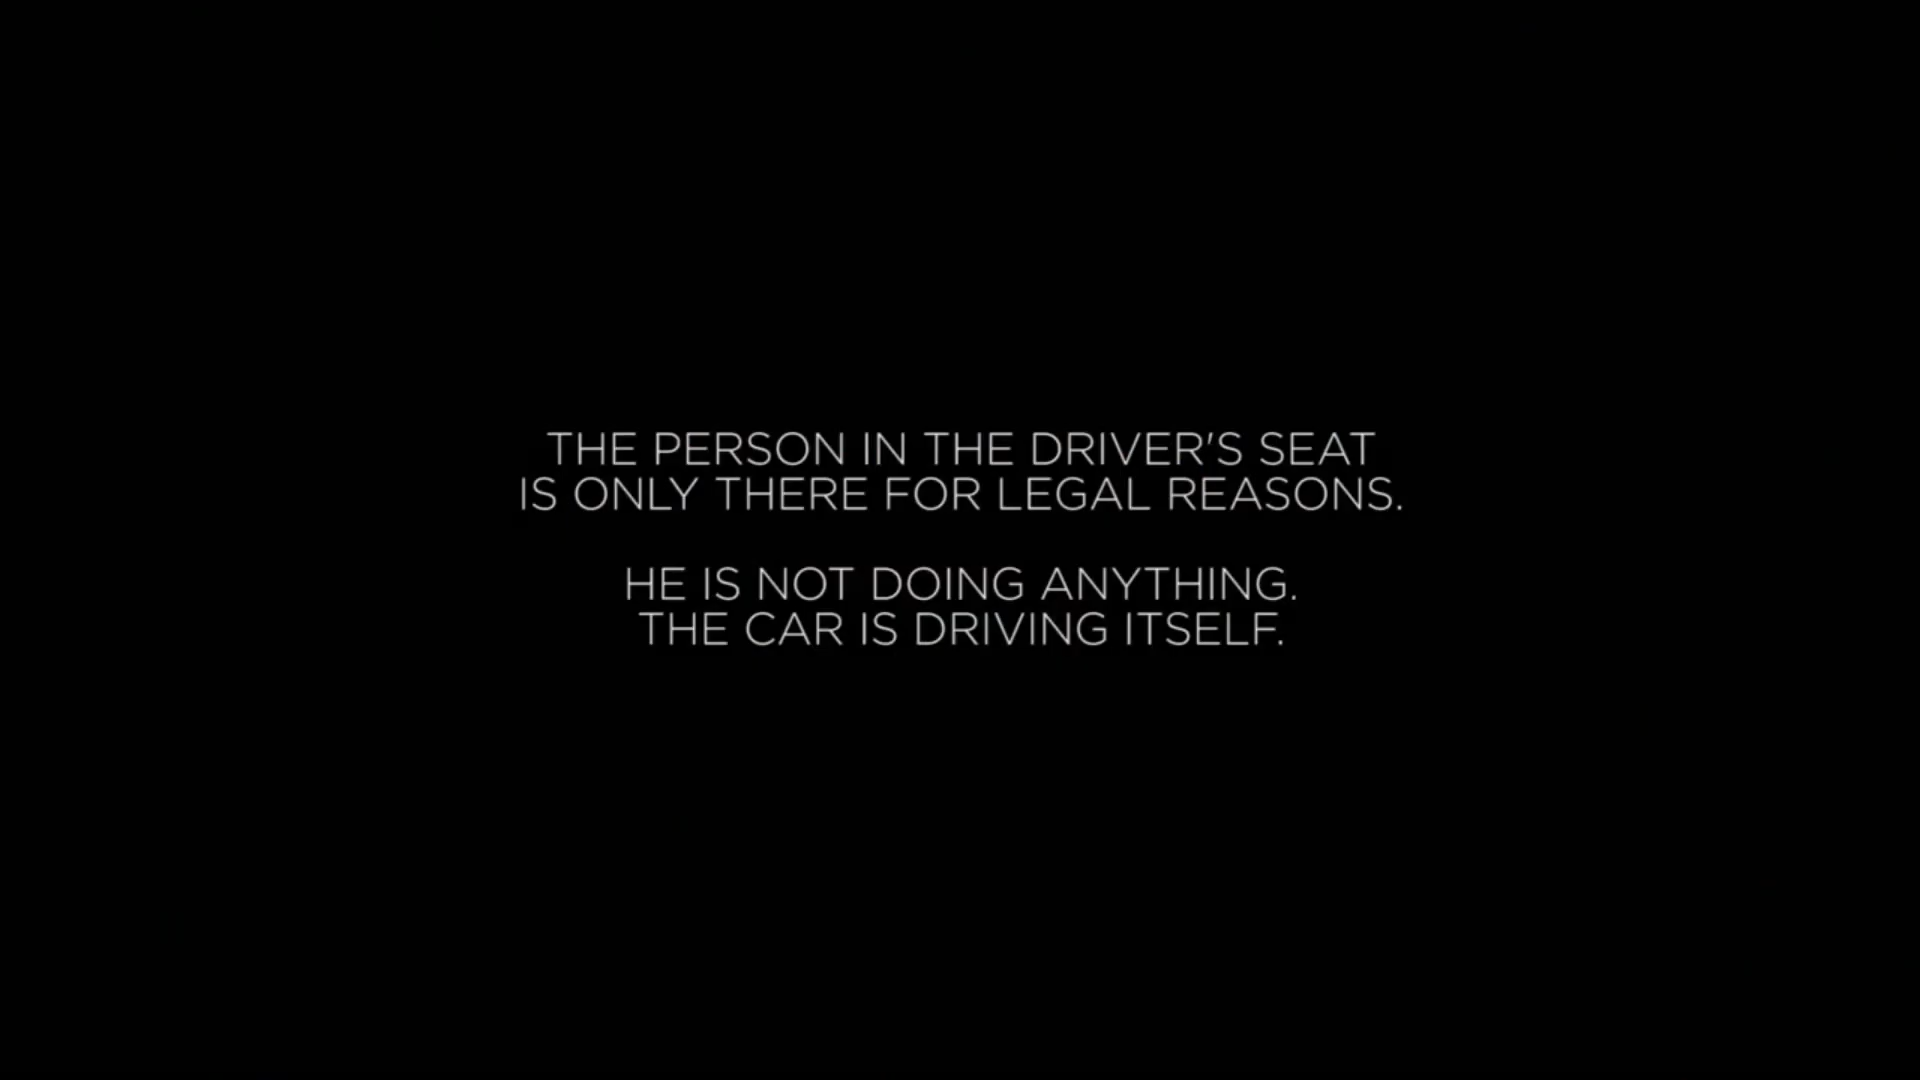 THE PERSON IN THE DRIVER'S SEAT
IS ONLY THERE FOR LEGAL REASONS.
HE IS NOT DOING ANYTHING.
THE CAR IS DRIVING ITSELF.